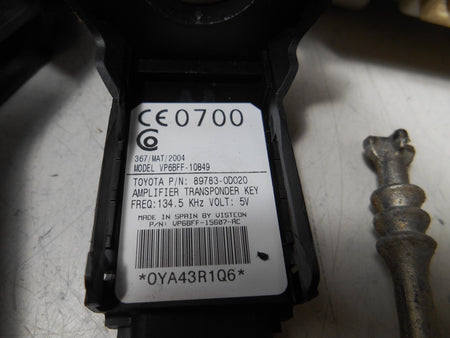 CE0700
367/MAT/2004
MODEL VP6BFF-10849
TOYOTA P/N: 89783-0D020
AMPLIFIER TRANSPONDER KEY
FREQ:134.5 KHz VOLT: 5V
MADE IN SPAIN BY VISTEON
P/N: VP6BFF-15607-AC
*0YA43R1Q6*